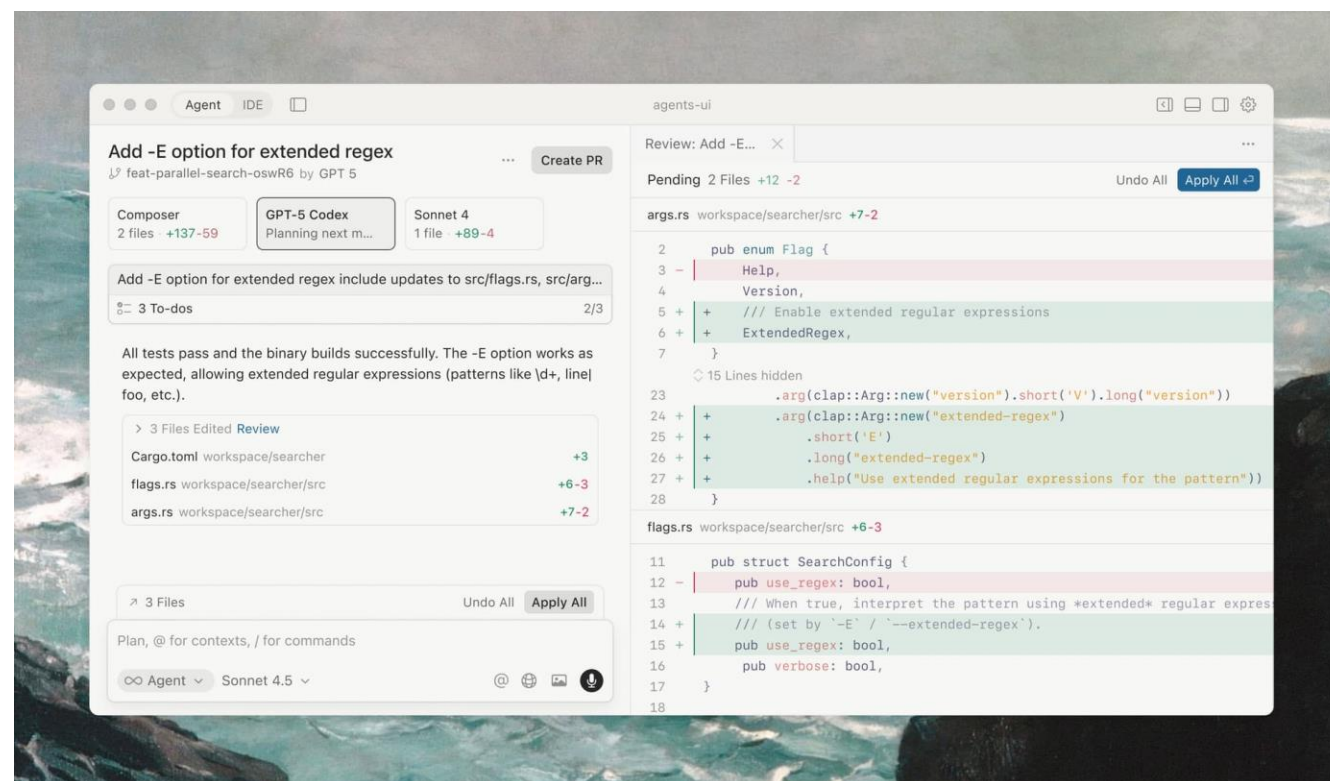 Agent IDE
agents-ui
Add -E option for extended regex
... Create PR
feat-parallel-search-oswR6 by GPT 5
Composer
2 files · +137-59
GPT-5 Codex
Planning next m...
Sonnet 4
1 file · +89-4
Add -E option for extended regex include updates to src/flags.rs, src/arg...
3 To-dos 2/3
All tests pass and the binary builds successfully. The -E option works as
expected, allowing extended regular expressions (patterns like \d+, line|
foo, etc.).
> 3 Files Edited Review
Cargo.toml workspace/searcher +3
flags.rs workspace/searcher/src +6-3
args.rs workspace/searcher/src +7-2
3 Files Undo All Apply All
Plan, @ for contexts, / for commands
Agent Sonnet 4.5
Review: Add -E...
Pending 2 Files +12 -2 Undo All Apply All
args.rs workspace/searcher/src +7-2
2 pub enum Flag {
3 - Help,
4 Version,
5 + + /// Enable extended regular expressions
6 + + ExtendedRegex,
7 }
15 Lines hidden
23 .arg(clap::Arg::new("version").short('V').long("version"))
24 + + .arg(clap::Arg::new("extended-regex")
25 + + .short('E')
26 + + .long("extended-regex")
27 + + .help("Use extended regular expressions for the pattern"))
28 }
flags.rs workspace/searcher/src +6-3
11 pub struct SearchConfig {
12 - pub use_regex: bool,
13 /// When true, interpret the pattern using *extended* regular expres
14 + /// (set by `-E` / `--extended-regex`).
15 + pub use_regex: bool,
16 pub verbose: bool,
17 }
18